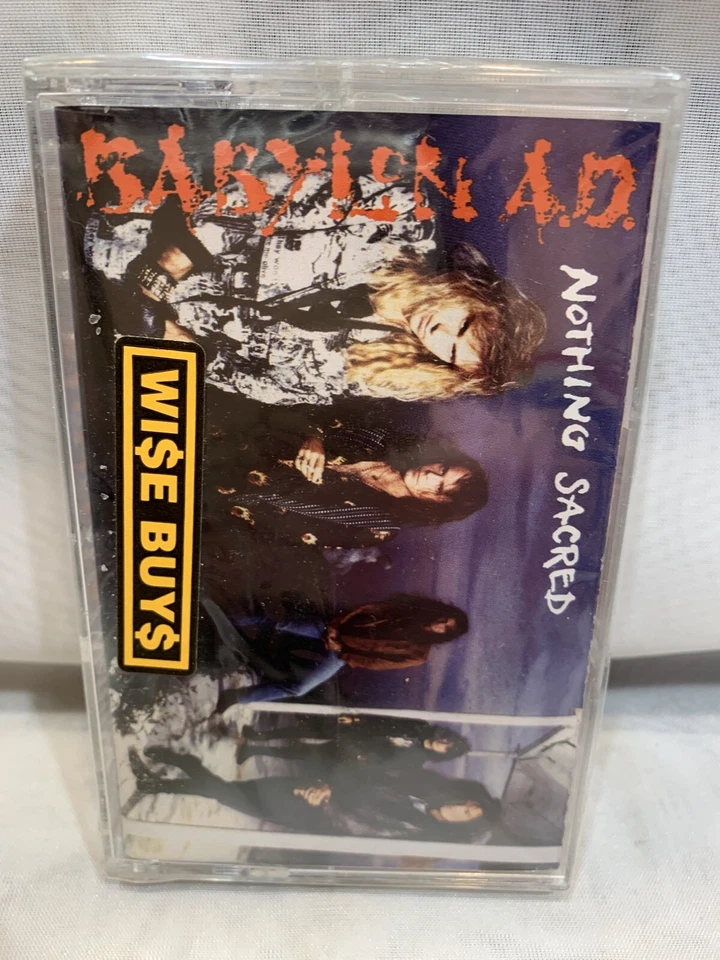 BABYLON A.D.
NOTHING SACRED
WI$E BUY$